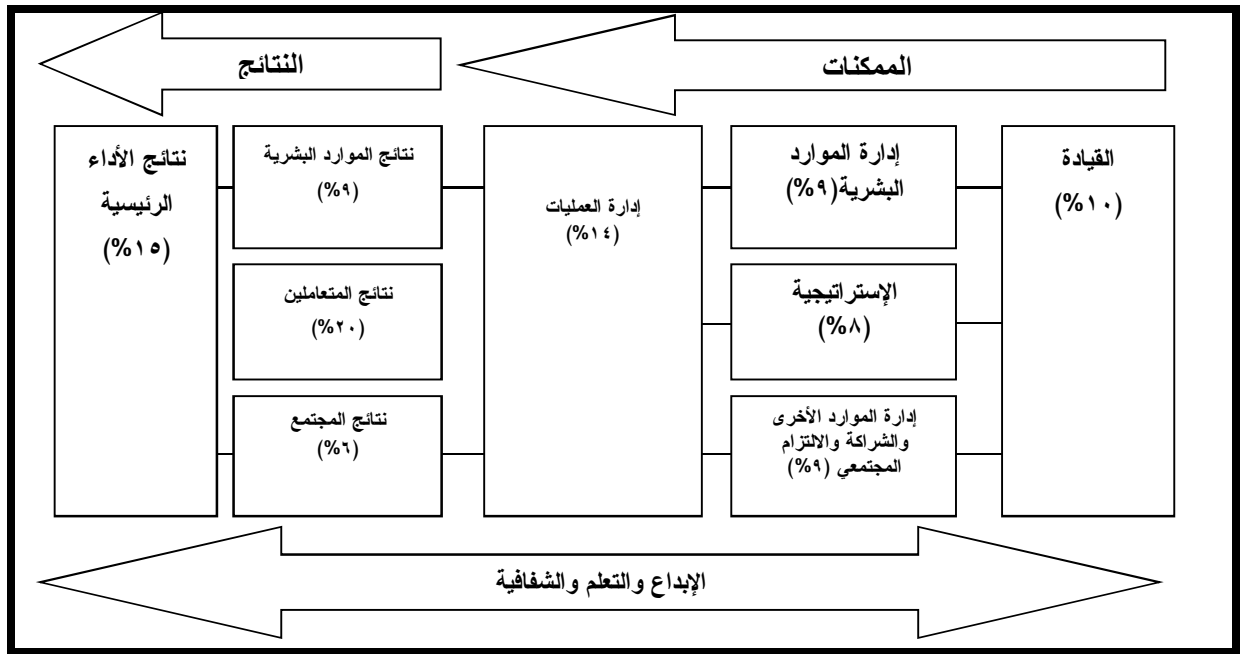 الممكنات
النتائج
القيادة
(١٠%)
إدارة الموارد
البشرية(٩%)
الإستراتيجية
(٨%)
إدارة الموارد الأخرى
والشراكة والالتزام
المجتمعي (٩%)
إدارة العمليات
(١٤%)
نتائج الموارد البشرية
(٩%)
نتائج المتعاملين
(٢٠%)
نتائج المجتمع
(٦%)
نتائج الأداء
الرئيسية
(١٥%)
الإبداع والتعلم والشفافية